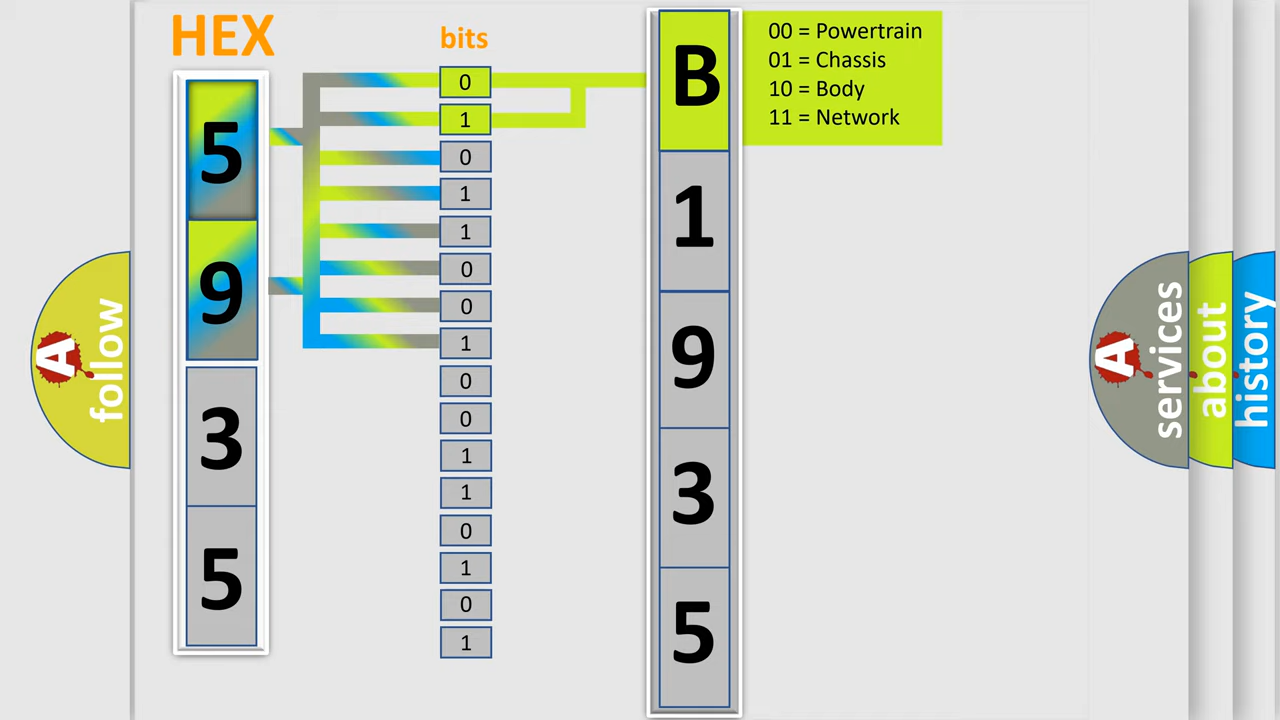 HEX
bits
5
9
3
5
0
1
0
1
1
0
0
1
0
0
1
1
0
1
0
1
B
1
9
3
5
00 = Powertrain
01 = Chassis
10 = Body
11 = Network
A
follow
A
services
about
history